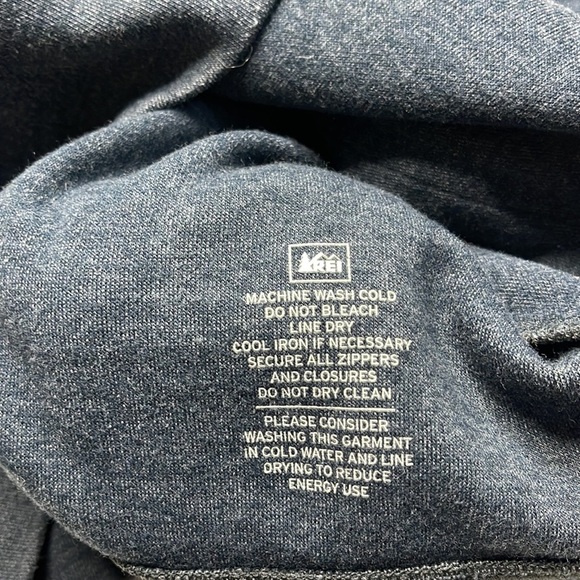 REI
MACHINE WASH COLD
DO NOT BLEACH
LINE DRY
COOL IRON IF NECESSARY
SECURE ALL ZIPPERS
AND CLOSURES
DO NOT DRY CLEAN
PLEASE CONSIDER
WASHING THIS GARMENT
IN COLD WATER AND LINE
DRYING TO REDUCE
ENERGY USE